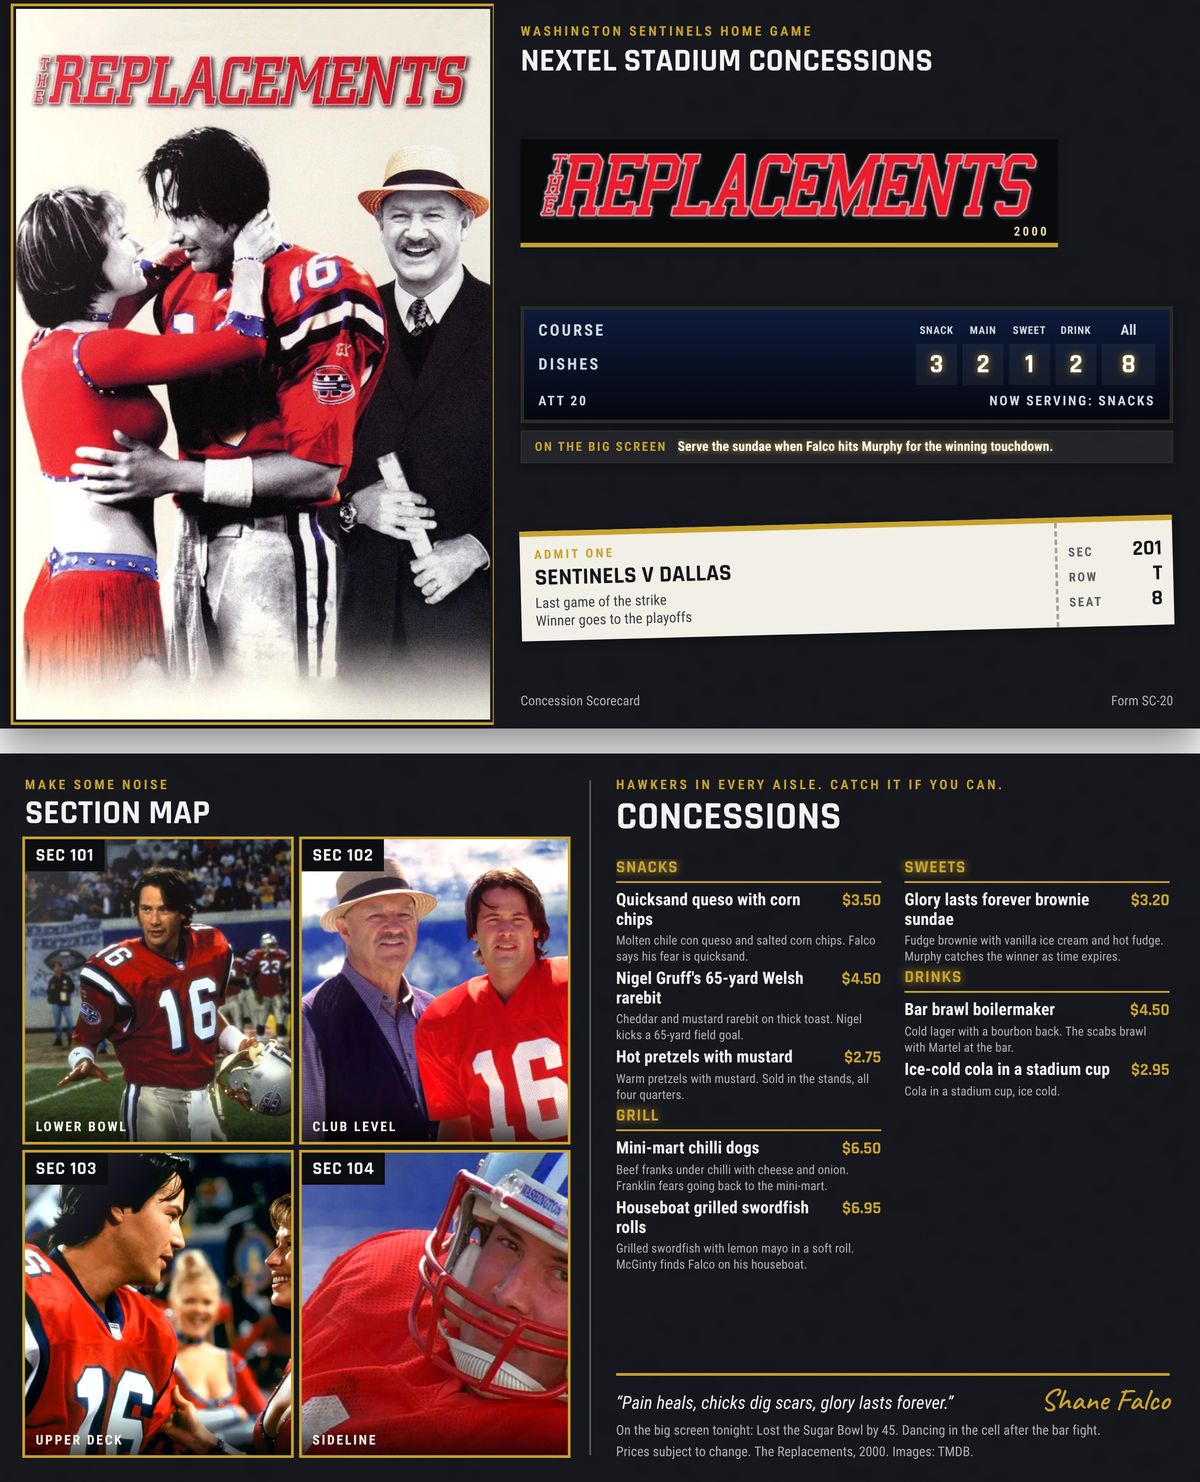 THE REPLACEMENTS
16
WASHINGTON SENTINELS HOME GAME
NEXTEL STADIUM CONCESSIONS
THE REPLACEMENTS
2000
COURSE SNACK MAIN SWEET DRINK All
DISHES 3 2 1 2 8
ATT 20 NOW SERVING: SNACKS
ON THE BIG SCREEN Serve the sundae when Falco hits Murphy for the winning touchdown.
ADMIT ONE
SENTINELS V DALLAS
Last game of the strike
Winner goes to the playoffs
SEC 201
ROW T
SEAT 8
Concession Scorecard
Form SC-20
MAKE SOME NOISE
SECTION MAP
SEC 101
16
16
23
LOWER BOWL
SEC 102
16
CLUB LEVEL
SEC 103
16
UPPER DECK
SEC 104
WASHINGTON
SIDELINE
HAWKERS IN EVERY AISLE. CATCH IT IF YOU CAN.
CONCESSIONS
SNACKS
Quicksand queso with corn $3.50
chips
Molten chile con queso and salted corn chips. Falco
says his fear is quicksand.
Nigel Gruff's 65-yard Welsh $4.50
rarebit
Cheddar and mustard rarebit on thick toast. Nigel
kicks a 65-yard field goal.
Hot pretzels with mustard $2.75
Warm pretzels with mustard. Sold in the stands, all
four quarters.
GRILL
Mini-mart chilli dogs $6.50
Beef franks under chilli with cheese and onion.
Franklin fears going back to the mini-mart.
Houseboat grilled swordfish $6.95
rolls
Grilled swordfish with lemon mayo in a soft roll.
McGinty finds Falco on his houseboat.
SWEETS
Glory lasts forever brownie $3.20
sundae
Fudge brownie with vanilla ice cream and hot fudge.
Murphy catches the winner as time expires.
DRINKS
Bar brawl boilermaker $4.50
Cold lager with a bourbon back. The scabs brawl
with Martel at the bar.
Ice-cold cola in a stadium cup $2.95
Cola in a stadium cup, ice cold.
“Pain heals, chicks dig scars, glory lasts forever.” Shane Falco
On the big screen tonight: Lost the Sugar Bowl by 45. Dancing in the cell after the bar fight.
Prices subject to change. The Replacements, 2000. Images: TMDB.